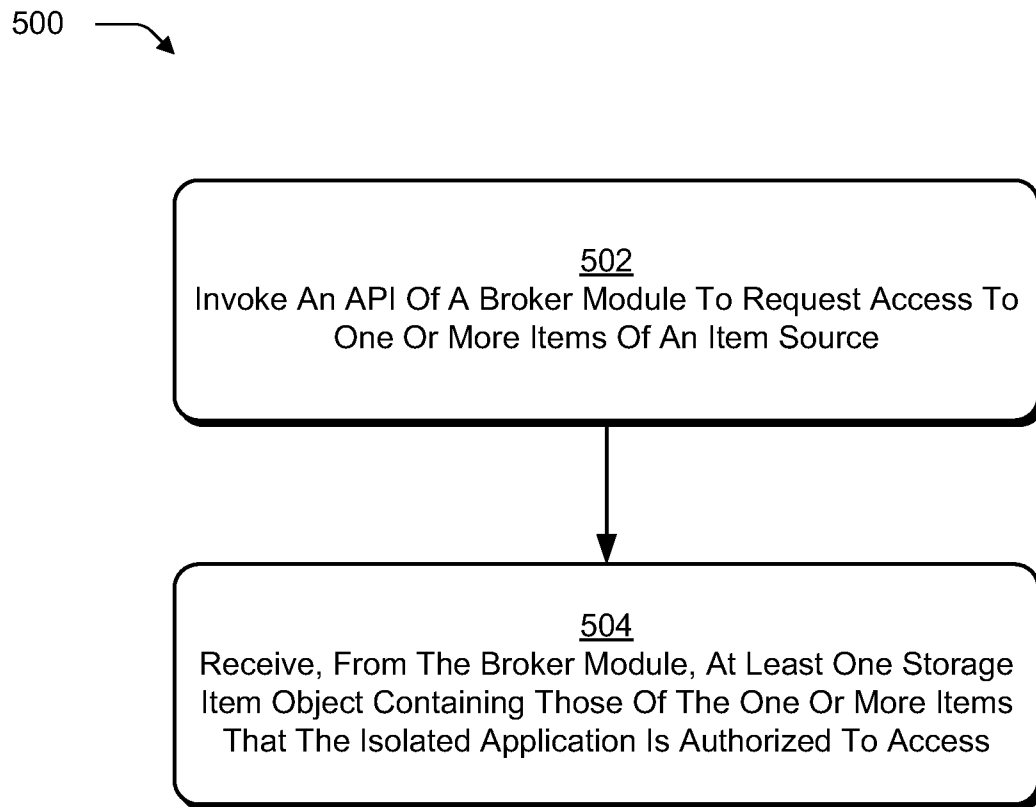 500
502
Invoke An API Of A Broker Module To Request Access To
One Or More Items Of An Item Source
504
Receive, From The Broker Module, At Least One Storage
Item Object Containing Those Of The One Or More Items
That The Isolated Application Is Authorized To Access